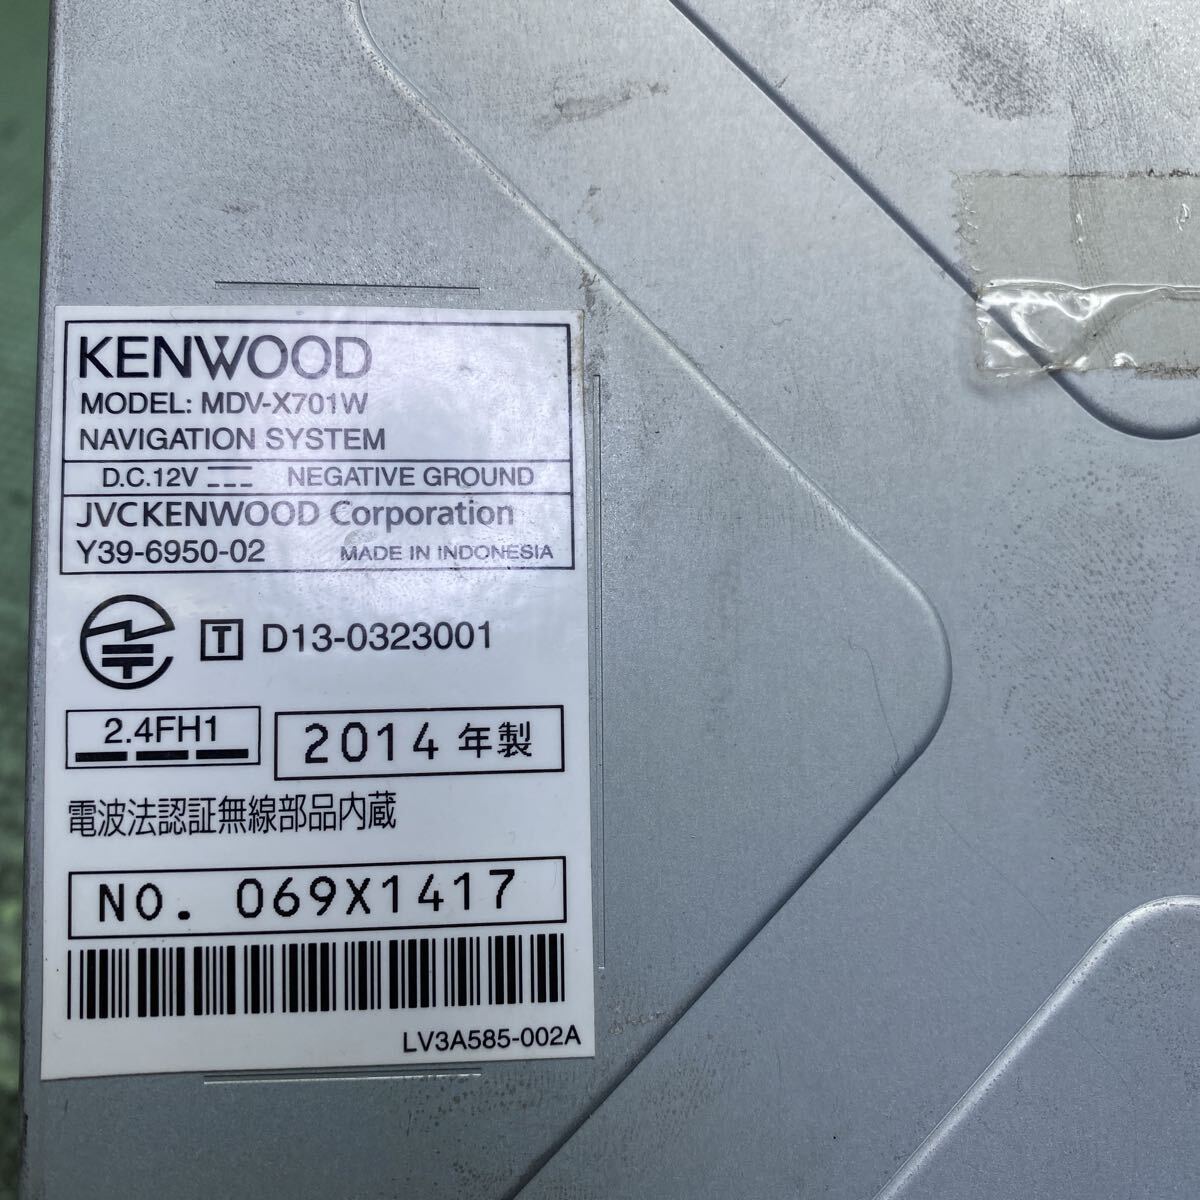 KENWOOD
MODEL: MDV-X701W
NAVIGATION SYSTEM
D.C.12V NEGATIVE GROUND
JVCKENWOOD Corporation
Y39-6950-02 MADE IN INDONESIA
T D13-0323001
2.4FH1
2014 年製
電波法認証無線部品内蔵
NO. 069X1417
LV3A585-002A